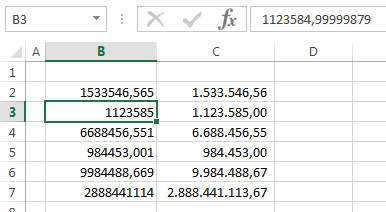 B3 fx 1123584,99999879
A B C D
1
2 1533546,565 1.533.546,56
3 1123585 1.123.585,00
4 6688456,551 6.688.456,55
5 984453,001 984.453,00
6 9984488,669 9.984.488,67
7 2888441114 2.888.441.113,67